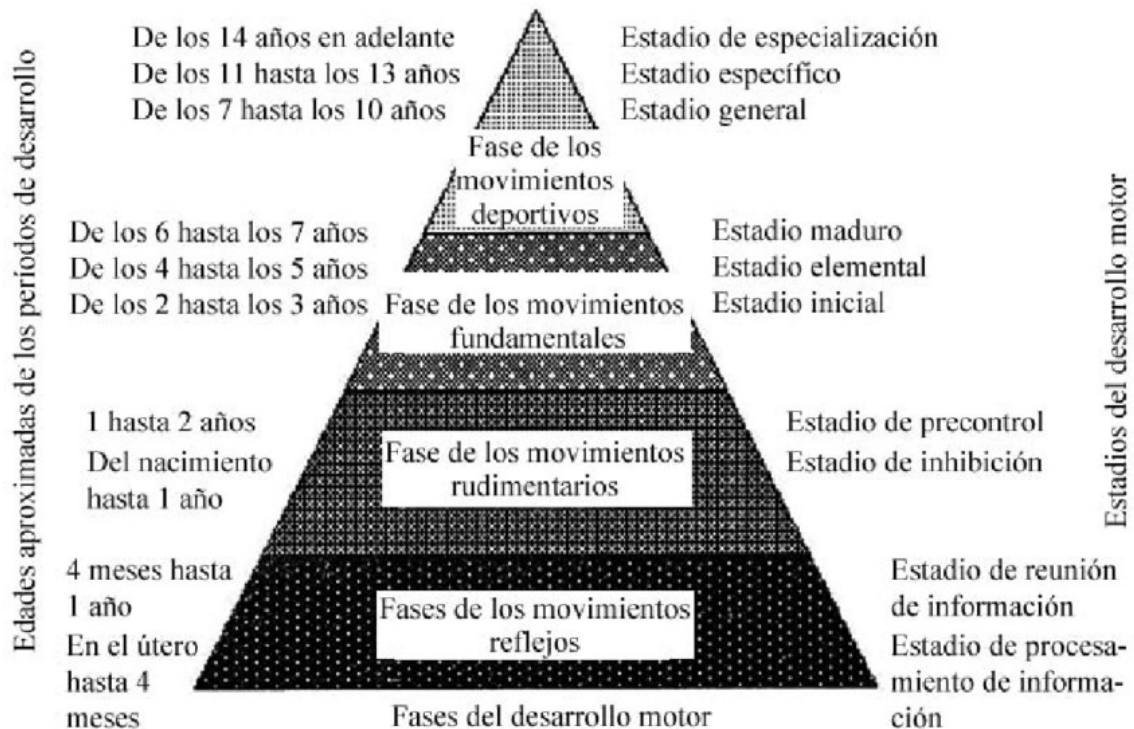 Edades aproximadas de los períodos de desarrollo
De los 14 años en adelante
De los 11 hasta los 13 años
De los 7 hasta los 10 años
Estadio de especialización
Estadio específico
Estadio general
Fase de los
movimientos
deportivos
De los 6 hasta los 7 años
De los 4 hasta los 5 años
De los 2 hasta los 3 años
Estadio maduro
Estadio elemental
Estadio inicial
Fase de los movimientos
fundamentales
1 hasta 2 años
Del nacimiento
hasta 1 año
Estadio de precontrol
Estadio de inhibición
Fase de los movimientos
rudimentarios
4 meses hasta
1 año
En el útero
hasta 4
meses
Fases de los movimientos
reflejos
Estadio de reunión
de información
Estadio de procesa-
miento de informa-
ción
Fases del desarrollo motor
Estadios del desarrollo motor